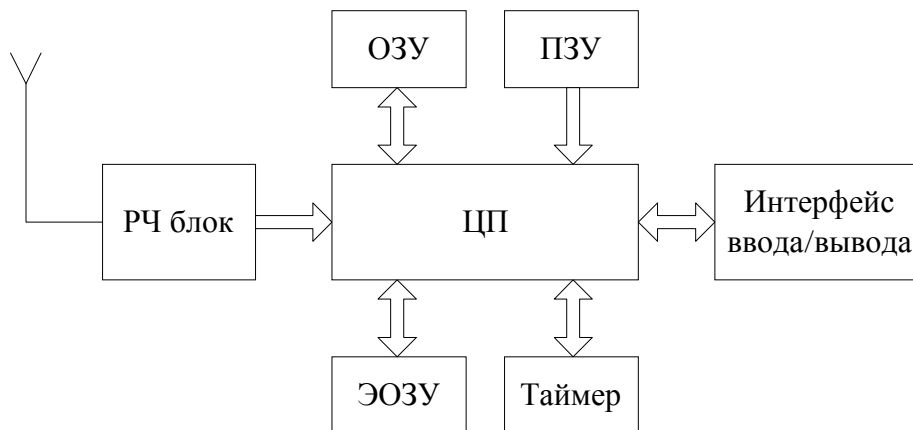 ОЗУ
ПЗУ
РЧ блок
ЦП
Интерфейс
ввода/вывода
ЭОЗУ
Таймер